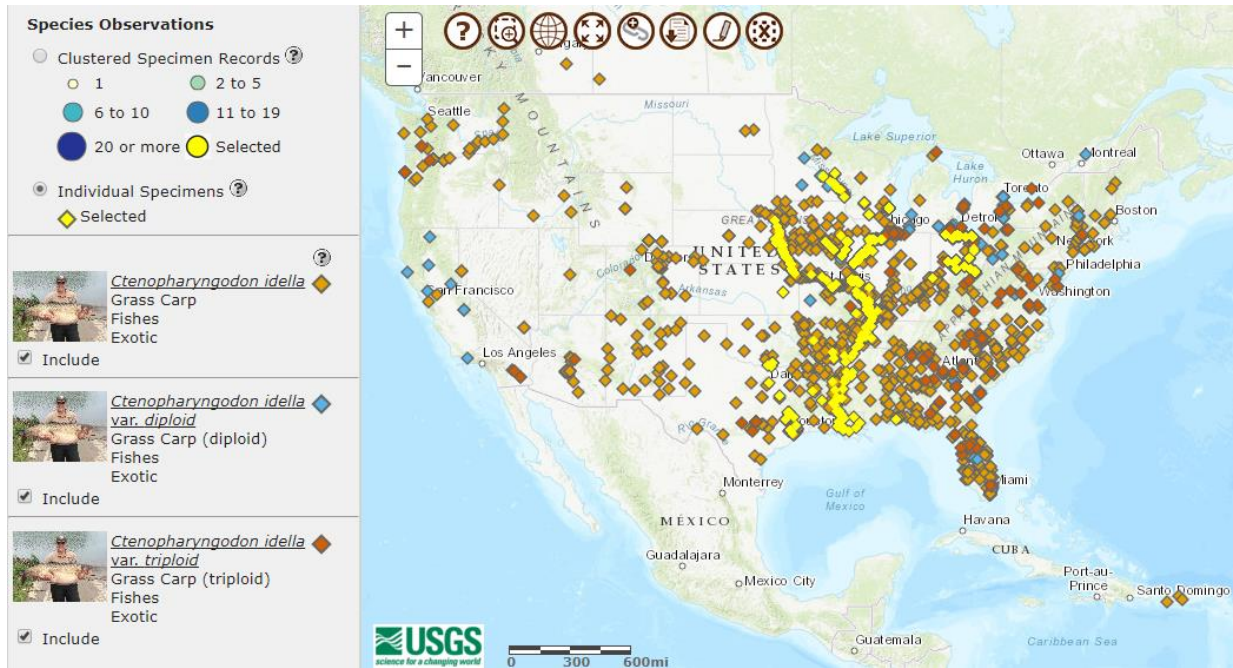 Species Observations
Clustered Specimen Records ?
1
2 to 5
6 to 10
11 to 19
20 or more
Selected
Individual Specimens ?
Selected
?
Ctenopharyngodon idella
Grass Carp
Fishes
Exotic
Include
Ctenopharyngodon idella
var. diploid
Grass Carp (diploid)
Fishes
Exotic
Include
Ctenopharyngodon idella
var. triploid
Grass Carp (triploid)
Fishes
Exotic
Include
+
−
?
Vancouver
Seattle
MOUNTAINS
Missouri
Lake Superior
Ottawa
Montreal
Lake
Huron
Toronto
Boston
Philadelphia
Washington
UNITED
STATES
Colorado
Arkansas
San Francisco
Los Angeles
Miami
Monterrey
Gulf of
Mexico
MÉXICO
Havana
CUBA
Guadalajara
Mexico City
Port-au-
Prince
Santo Domingo
Guatemala
Caribbean Sea
USGS
science for a changing world
0 300 600mi